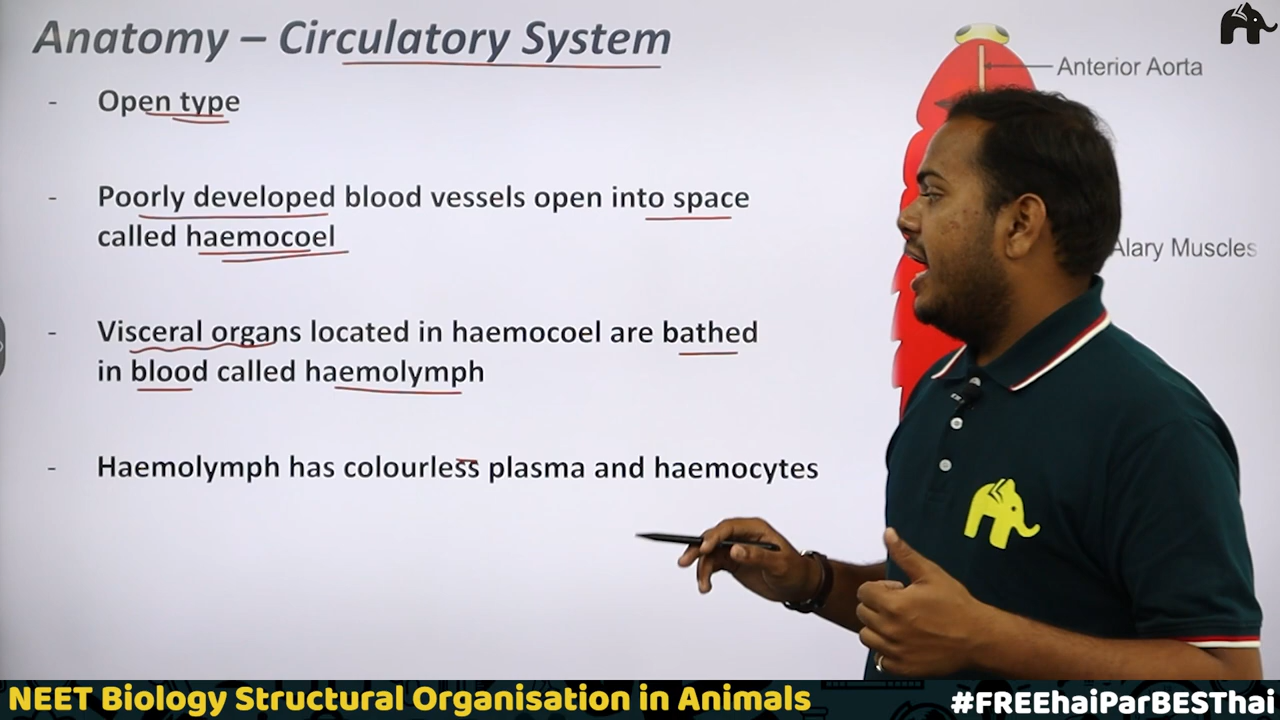 Anatomy – Circulatory System
Anterior Aorta
- Open type
- Poorly developed blood vessels open into space
called haemocoel
Alary Muscles
- Visceral organs located in haemocoel are bathed
in blood called haemolymph
- Haemolymph has colourless plasma and haemocytes
NEET Biology Structural Organisation in Animals
#FREEhaiParBESThai